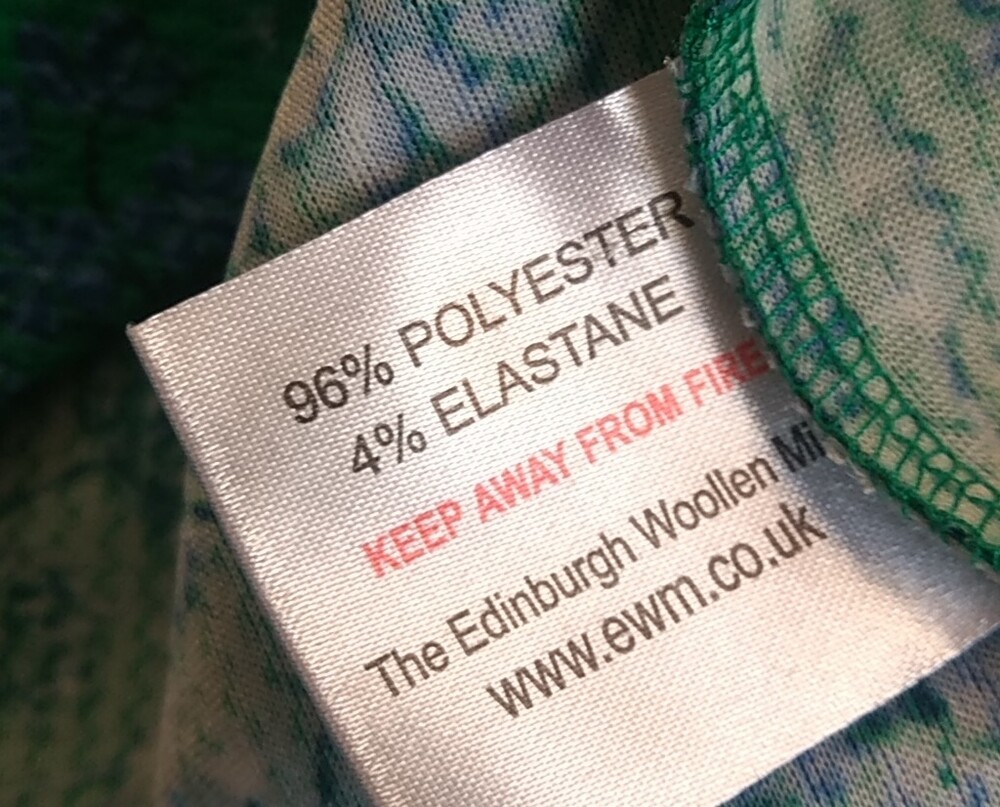 96% POLYESTER
4% ELASTANE
KEEP AWAY FROM FIRE
The Edinburgh Woollen Mi
www.ewm.co.uk